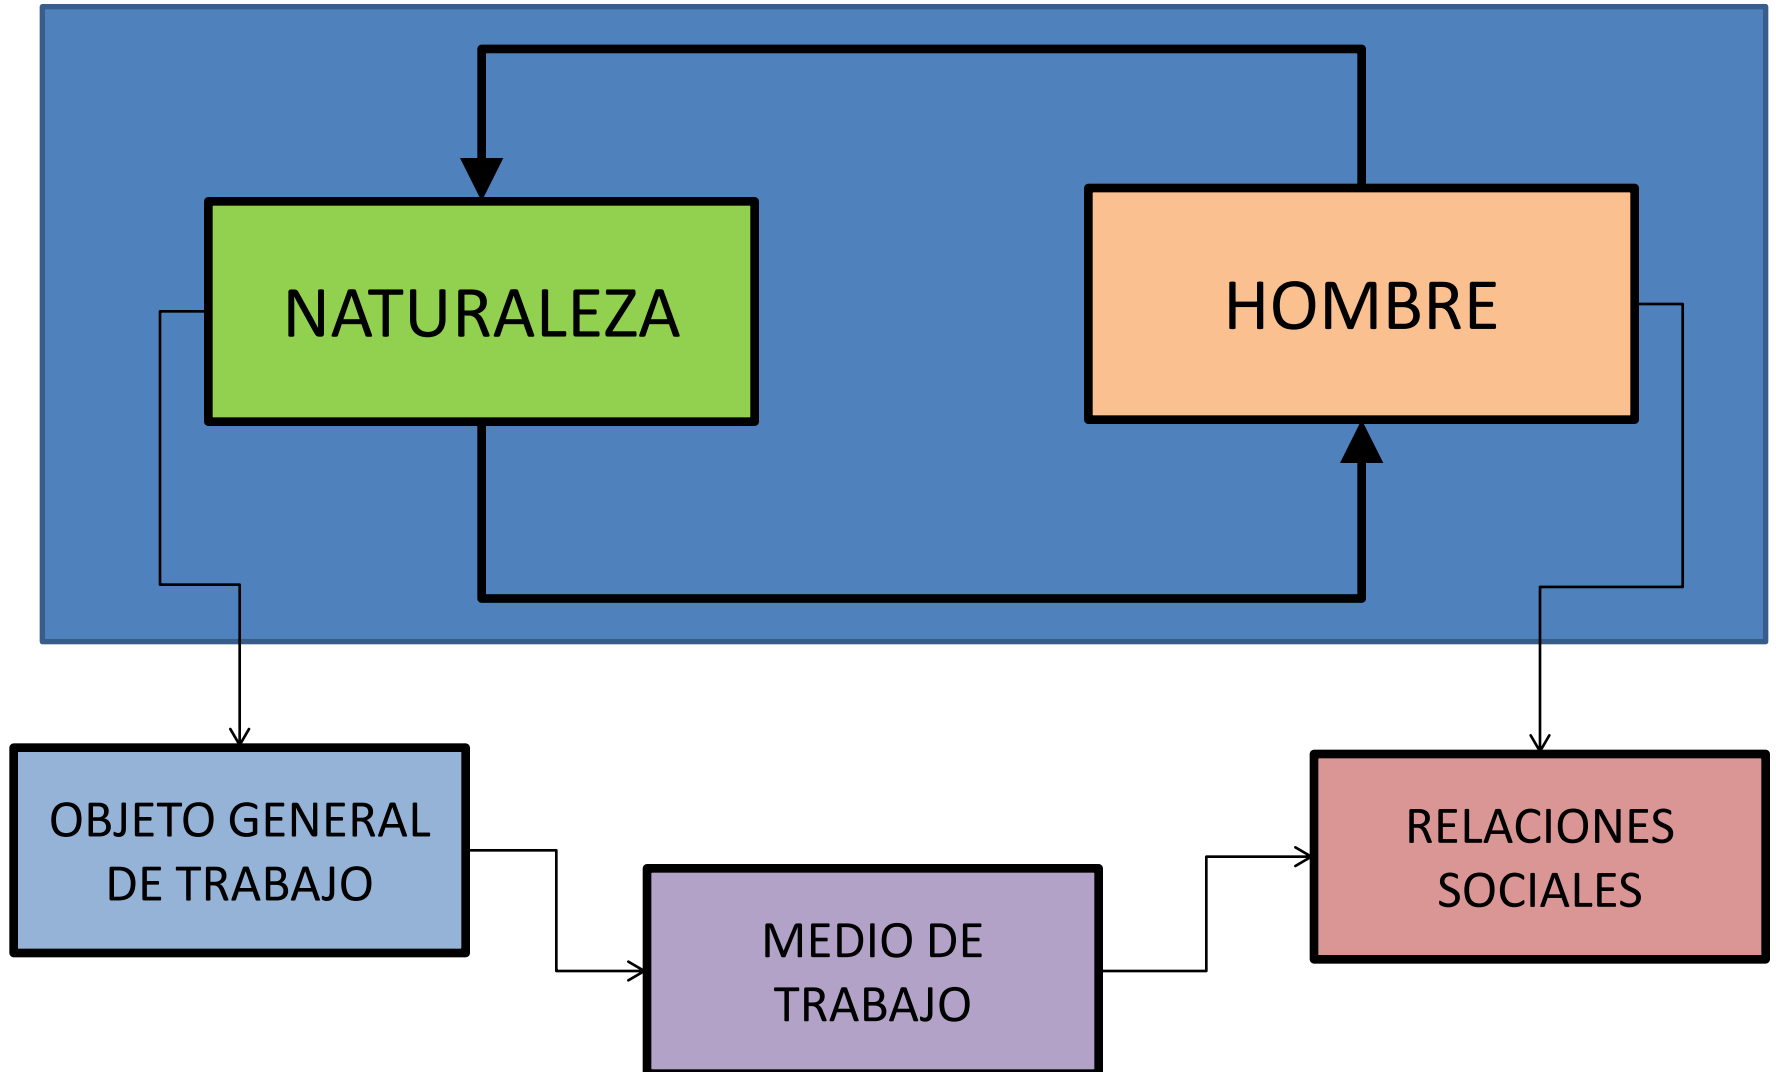 NATURALEZA
HOMBRE
OBJETO GENERAL
DE TRABAJO
MEDIO DE
TRABAJO
RELACIONES
SOCIALES